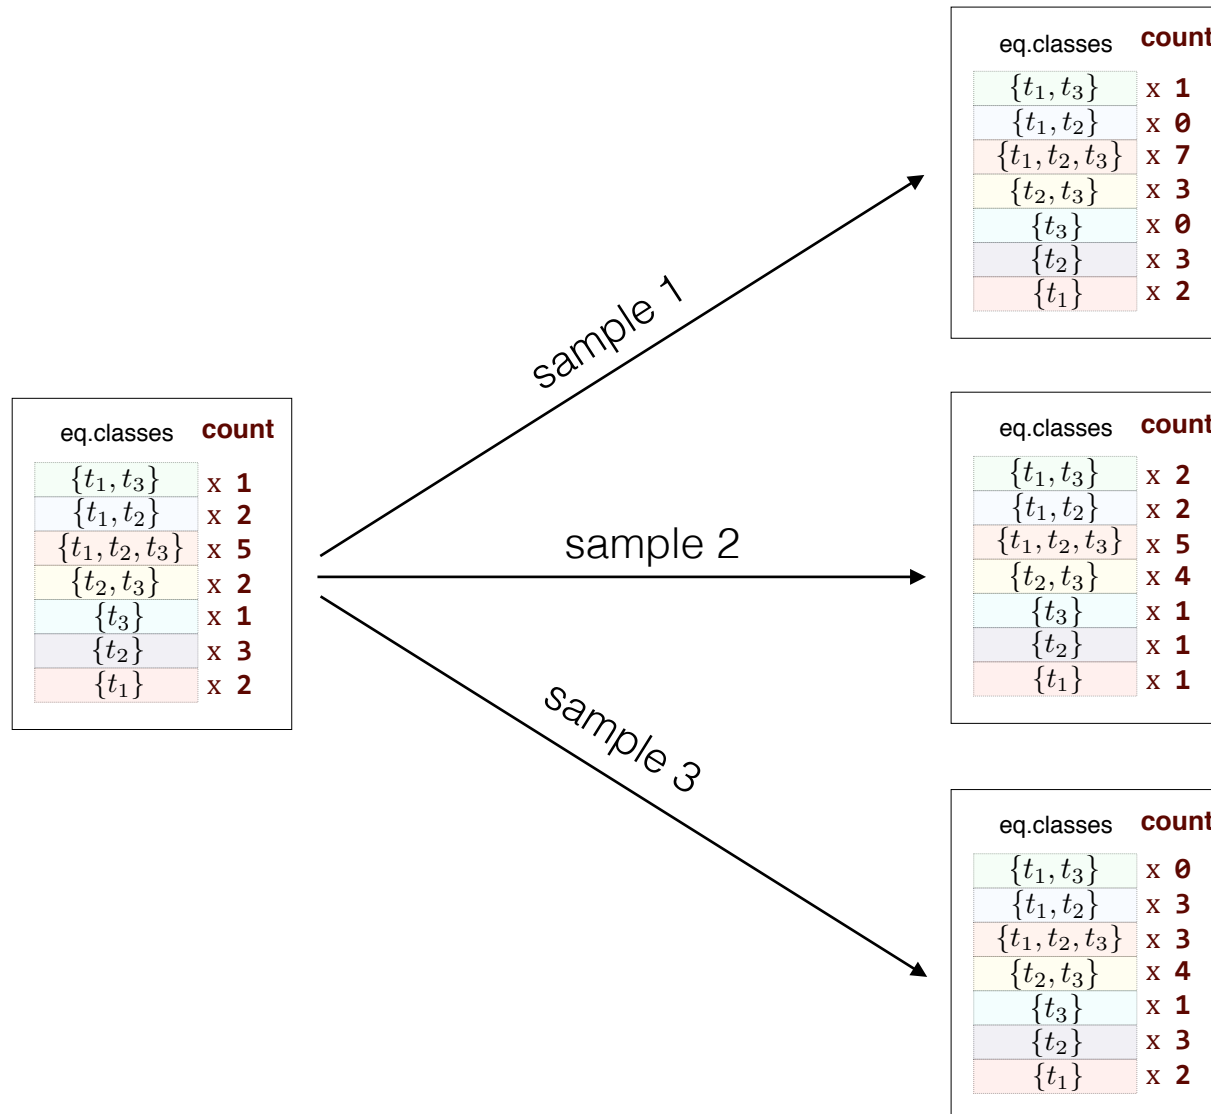 eq.classes count
{t1, t3} x 1
{t1, t2} x 0
{t1, t2, t3} x 7
{t2, t3} x 3
{t3} x 0
{t2} x 3
{t1} x 2
sample 1
eq.classes count
{t1, t3} x 1
{t1, t2} x 2
{t1, t2, t3} x 5
{t2, t3} x 2
{t3} x 1
{t2} x 3
{t1} x 2
sample 2
eq.classes count
{t1, t3} x 2
{t1, t2} x 2
{t1, t2, t3} x 5
{t2, t3} x 4
{t3} x 1
{t2} x 1
{t1} x 1
sample 3
eq.classes count
{t1, t3} x 0
{t1, t2} x 3
{t1, t2, t3} x 3
{t2, t3} x 4
{t3} x 1
{t2} x 3
{t1} x 2